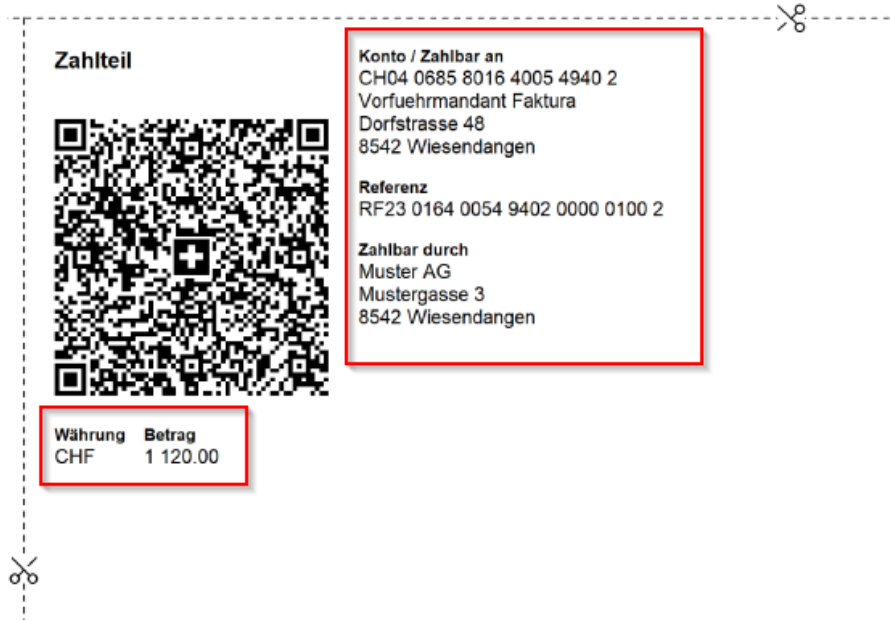 Zahlteil
Konto / Zahlbar an
CH04 0685 8016 4005 4940 2
Vorfuehrmandant Faktura
Dorfstrasse 48
8542 Wiesendangen
Referenz
RF23 0164 0054 9402 0000 0100 2
Zahlbar durch
Muster AG
Mustergasse 3
8542 Wiesendangen
Währung Betrag
CHF 1 120.00